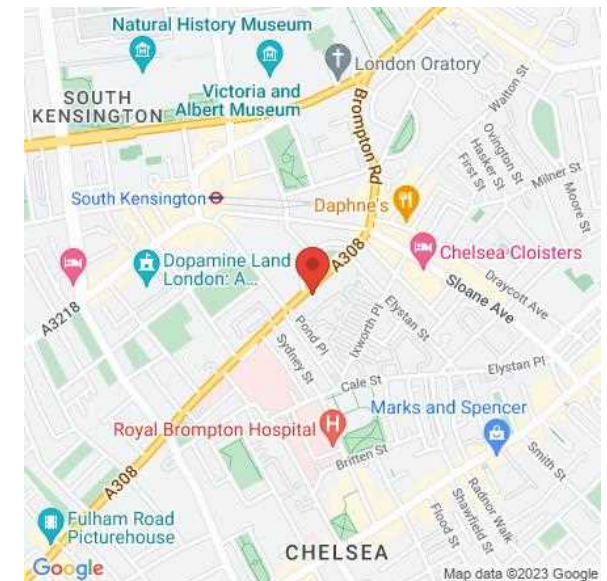 Natural History Museum
London Oratory
Victoria and
Albert Museum
SOUTH
KENSINGTON
Brompton Rd
Walton St
Ovington St
Hasker St
First St
Milner St
Moore St
South Kensington
Daphne's
Chelsea Cloisters
Dopamine Land
London: A...
A308
A3218
Draycott Ave
Sloane Ave
Elystan St
Ixworth Pl
Pond Pl
Sydney St
Elystan Pl
Cale St
Marks and Spencer
Royal Brompton Hospital
H
Britten St
Smith St
Radnor Walk
Shawfield St
Flood St
A308
Fulham Road
Picturehouse
CHELSEA
Google
Map data ©2023 Google